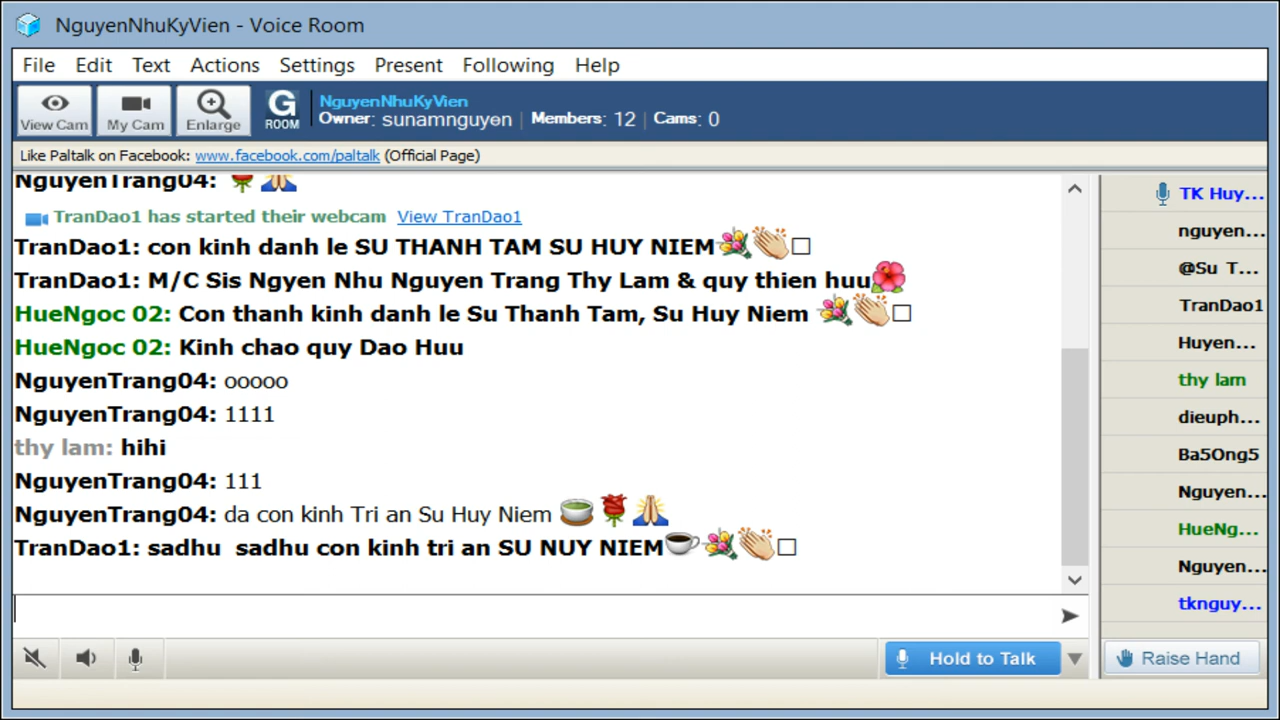 NguyenNhuKyVien - Voice Room
File Edit Text Actions Settings Present Following Help
View Cam My Cam Enlarge G ROOM NguyenNhuKyVien
Owner: sunamnguyen | Members: 12 | Cams: 0
Like Paltalk on Facebook: www.facebook.com/paltalk (Official Page)
NguyenTrang04: 🌹🙏
TranDao1 has started their webcam View TranDao1
TranDao1: con kinh danh le SU THANH TAM SU HUY NIEM💐👏□
TranDao1: M/C Sis Ngyen Nhu Nguyen Trang Thy Lam & quy thien huu🌺
HueNgoc 02: Con thanh kinh danh le Su Thanh Tam, Su Huy Niem 💐👏□
HueNgoc 02: Kinh chao quy Dao Huu
NguyenTrang04: ooooo
NguyenTrang04: 1111
thy lam: hihi
NguyenTrang04: 111
NguyenTrang04: da con kinh Tri an Su Huy Niem 🍵🌹🙏
TranDao1: sadhu sadhu con kinh tri an SU NUY NIEM☕💐👏□
TK Huy...
nguyen...
@Su T...
TranDao1
Huyen...
thy lam
dieuph...
Ba5Ong5
Nguyen...
HueNg...
Nguyen...
tknguy...
Hold to Talk
Raise Hand